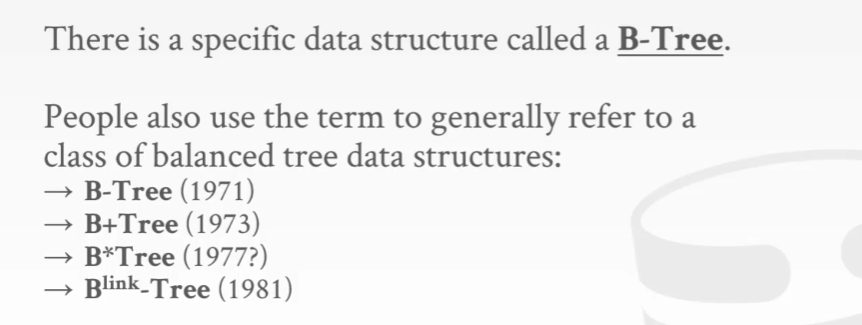 There is a specific data structure called a B-Tree.
People also use the term to generally refer to a
class of balanced tree data structures:
→ B-Tree (1971)
→ B+Tree (1973)
→ B*Tree (1977?)
→ Blink-Tree (1981)